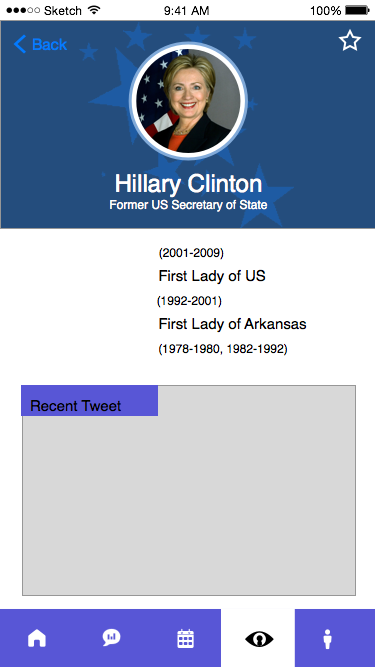 Sketch 9:41 AM 100%
Back
Hillary Clinton
Former US Secretary of State
(2001-2009)
First Lady of US
(1992-2001)
First Lady of Arkansas
(1978-1980, 1982-1992)
Recent Tweet